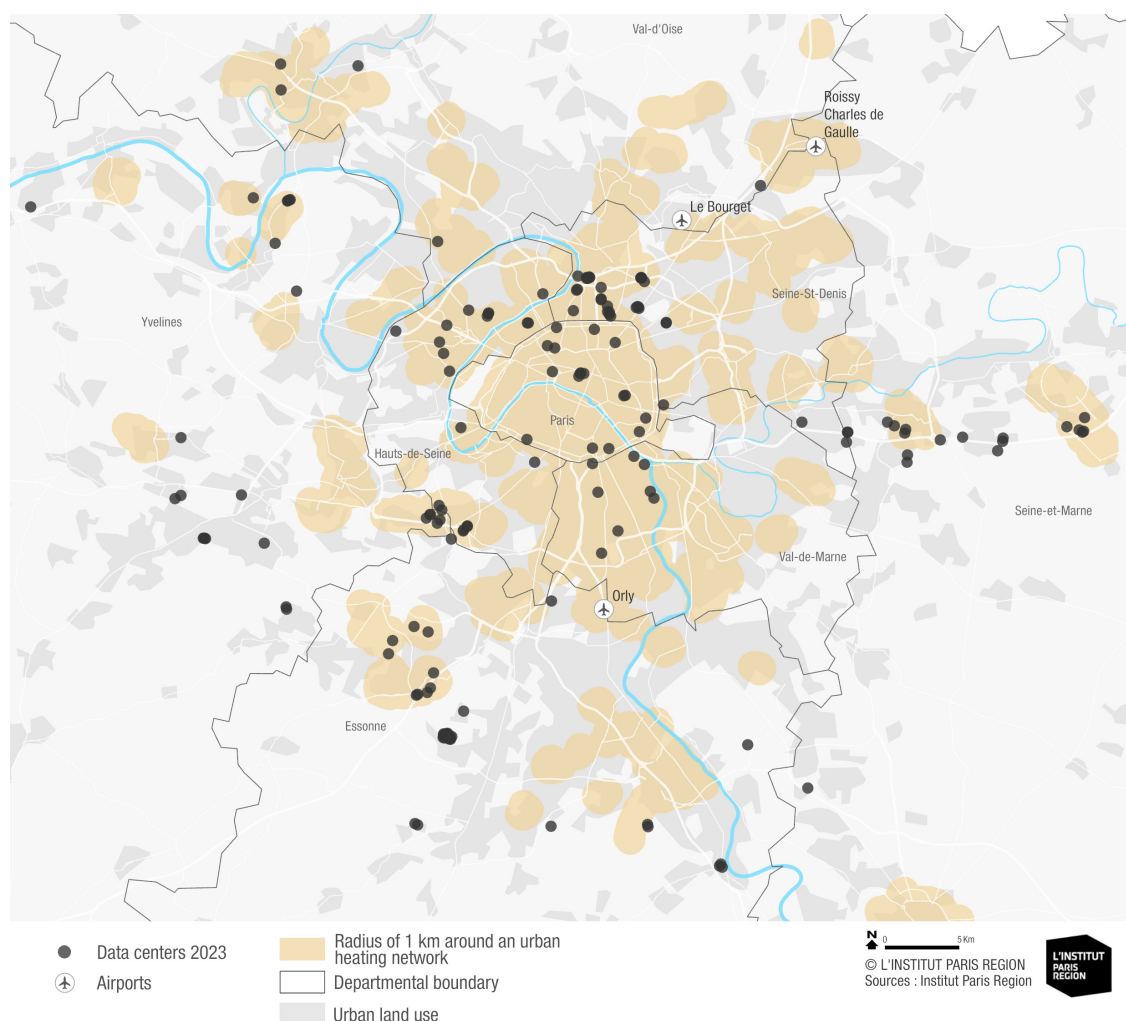 Val-d'Oise
Roissy
Charles de
Gaulle
Le Bourget
Seine-St-Denis
Yvelines
Paris
Hauts-de-Seine
Seine-et-Marne
Val-de-Marne
Orly
Essonne
Data centers 2023
Airports
Radius of 1 km around an urban
heating network
Departmental boundary
Urban land use
N
0 5 Km
© L'INSTITUT PARIS REGION
Sources : Institut Paris Region
L'INSTITUT
PARIS
REGION